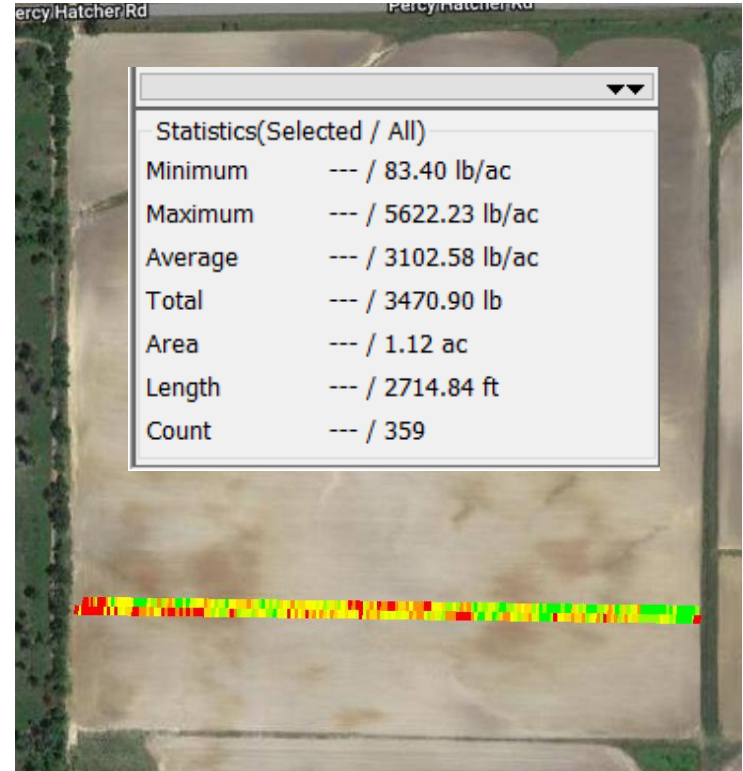 ercy Hatcher Rd
Percy Hatcher Rd
Statistics(Selected / All)
Minimum --- / 83.40 lb/ac
Maximum --- / 5622.23 lb/ac
Average --- / 3102.58 lb/ac
Total --- / 3470.90 lb
Area --- / 1.12 ac
Length --- / 2714.84 ft
Count --- / 359